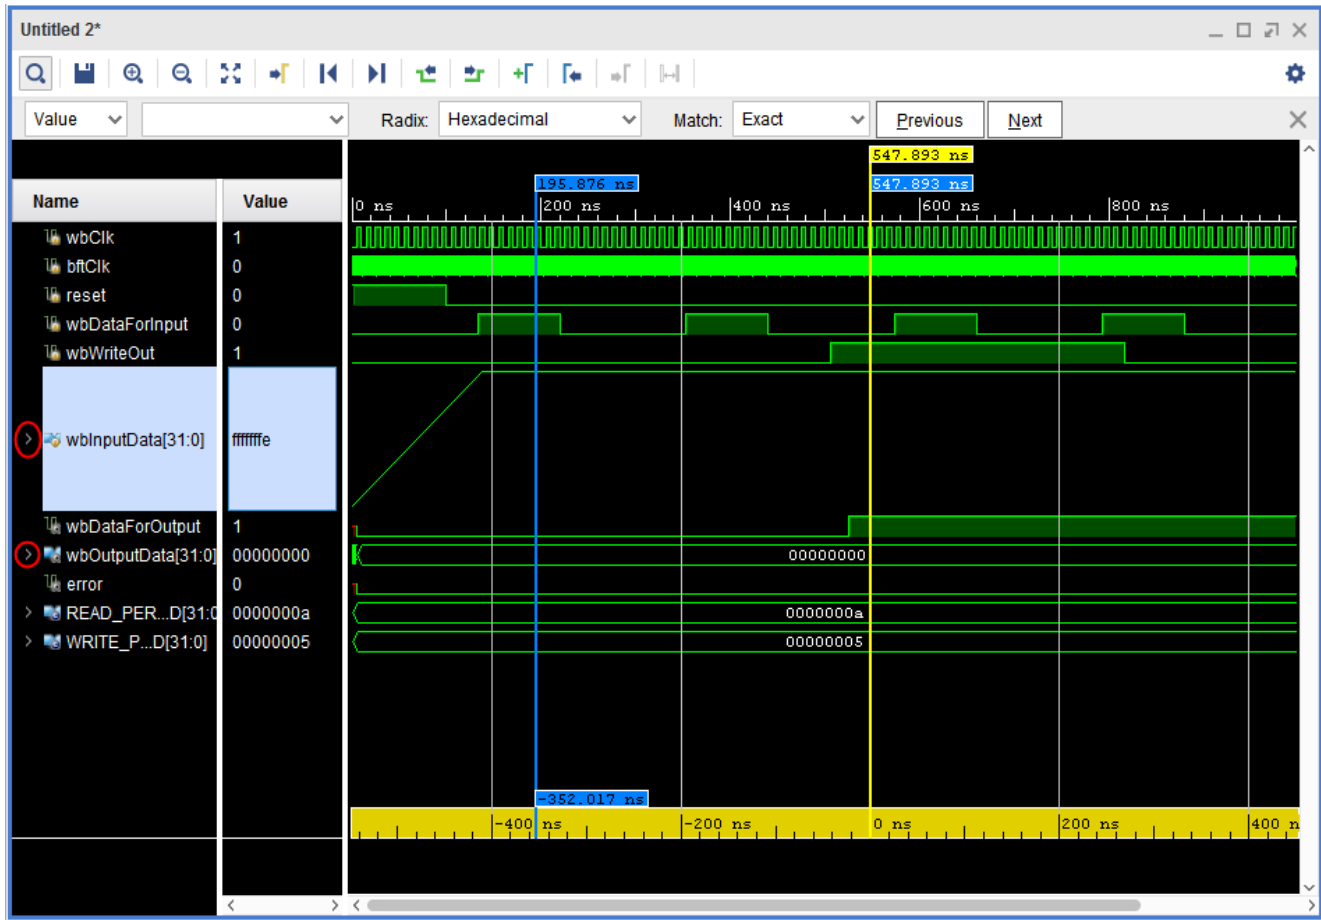 Untitled 2*
Value Radix: Hexadecimal Match: Exact Previous Next
547.893 ns
195.876 ns 547.893 ns
Name Value 0 ns 200 ns 400 ns 600 ns 800 ns
wbClk 1
bftClk 0
reset 0
wbDataForInput 0
wbWriteOut 1
wbInputData[31:0] fffffffe
wbDataForOutput 1
wbOutputData[31:0] 00000000 00000000
error 0
READ_PER...D[31:0 0000000a 0000000a
WRITE_P...D[31:0] 00000005 00000005
-352.017 ns
-400 ns -200 ns 0 ns 200 ns 400 n